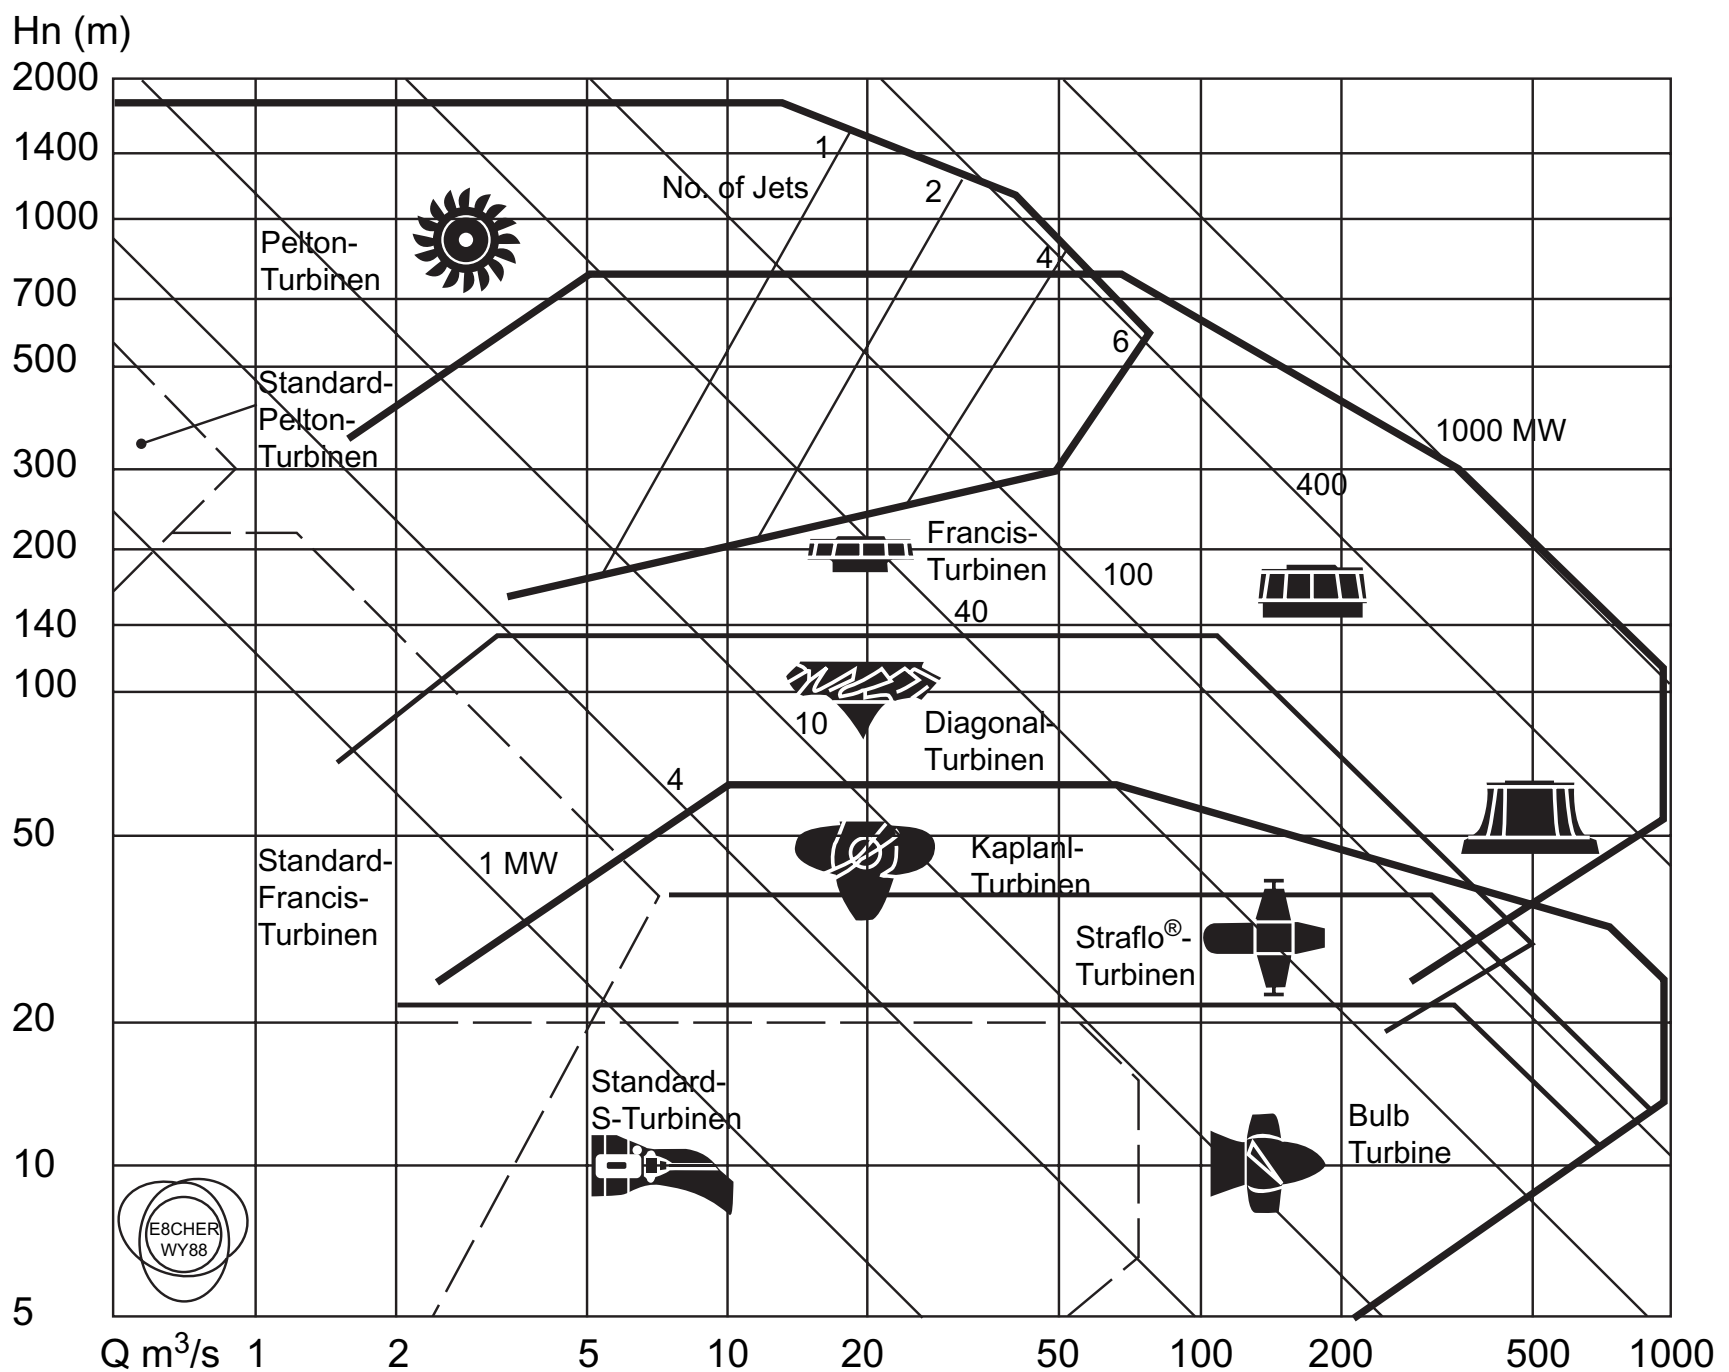 Hn (m)
2000
1400
1000
700
500
300
200
140
100
50
20
10
5
1
No. of Jets
2
4
6
Pelton-
Turbinen
Standard-
Pelton-
Turbinen
1000 MW
400
Francis-
Turbinen
100
40
10
Diagonal-
Turbinen
4
1 MW
Kaplanl-
Turbinen
Standard-
Francis-
Turbinen
Straflo®-
Turbinen
Standard-
S-Turbinen
Bulb
Turbine
E8CHER
WY88
Q m³/s 1 2 5 10 20 50 100 200 500 1000